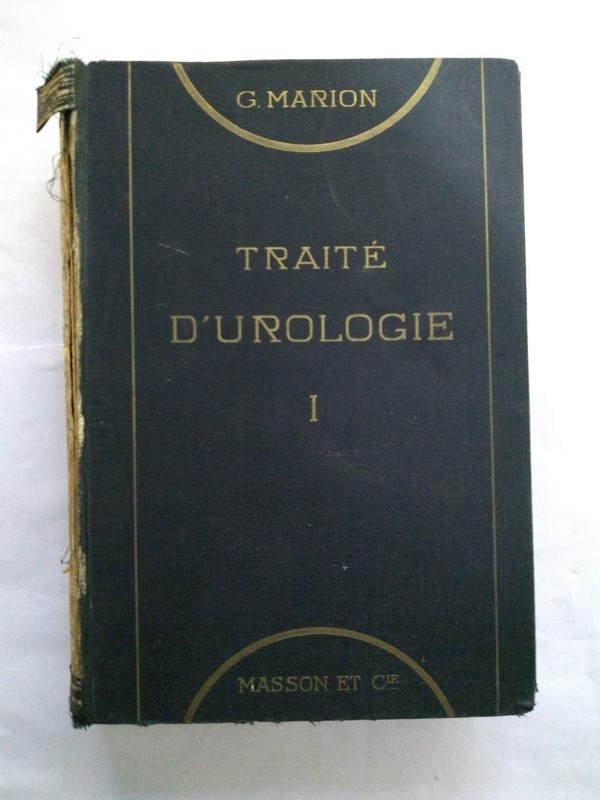 G. MARION
TRAITÉ
D'UROLOGIE
I
MASSON ET CIE